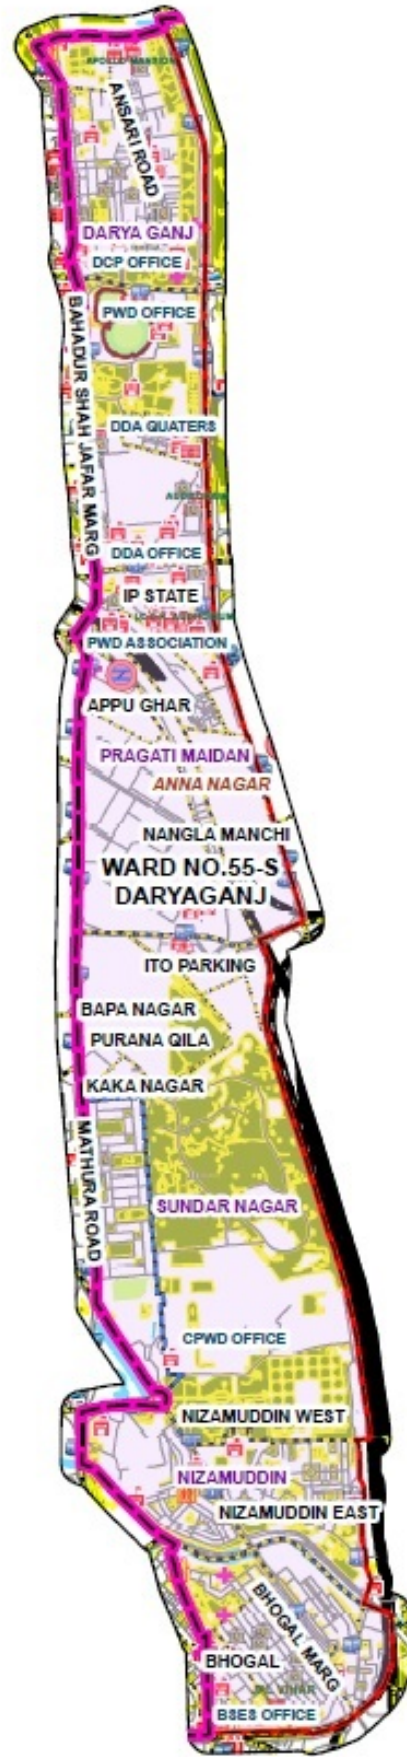 APOLLO MANSION
ANSARI ROAD
DARYA GANJ
DCP OFFICE
PWD OFFICE
BAHADUR SHAH JAFAR MARG
DDA QUATERS
DDA OFFICE
IP STATE
PWD ASSOCIATION
APPU GHAR
PRAGATI MAIDAN
ANNA NAGAR
NANGLA MANCHI
WARD NO.55-S
DARYAGANJ
ITO PARKING
BAPA NAGAR
PURANA QILA
KAKA NAGAR
MATHURA ROAD
SUNDAR NAGAR
CPWD OFFICE
NIZAMUDDIN WEST
NIZAMUDDIN
NIZAMUDDIN EAST
BHOGAL MARG
BHOGAL
VIHAR
BSES OFFICE